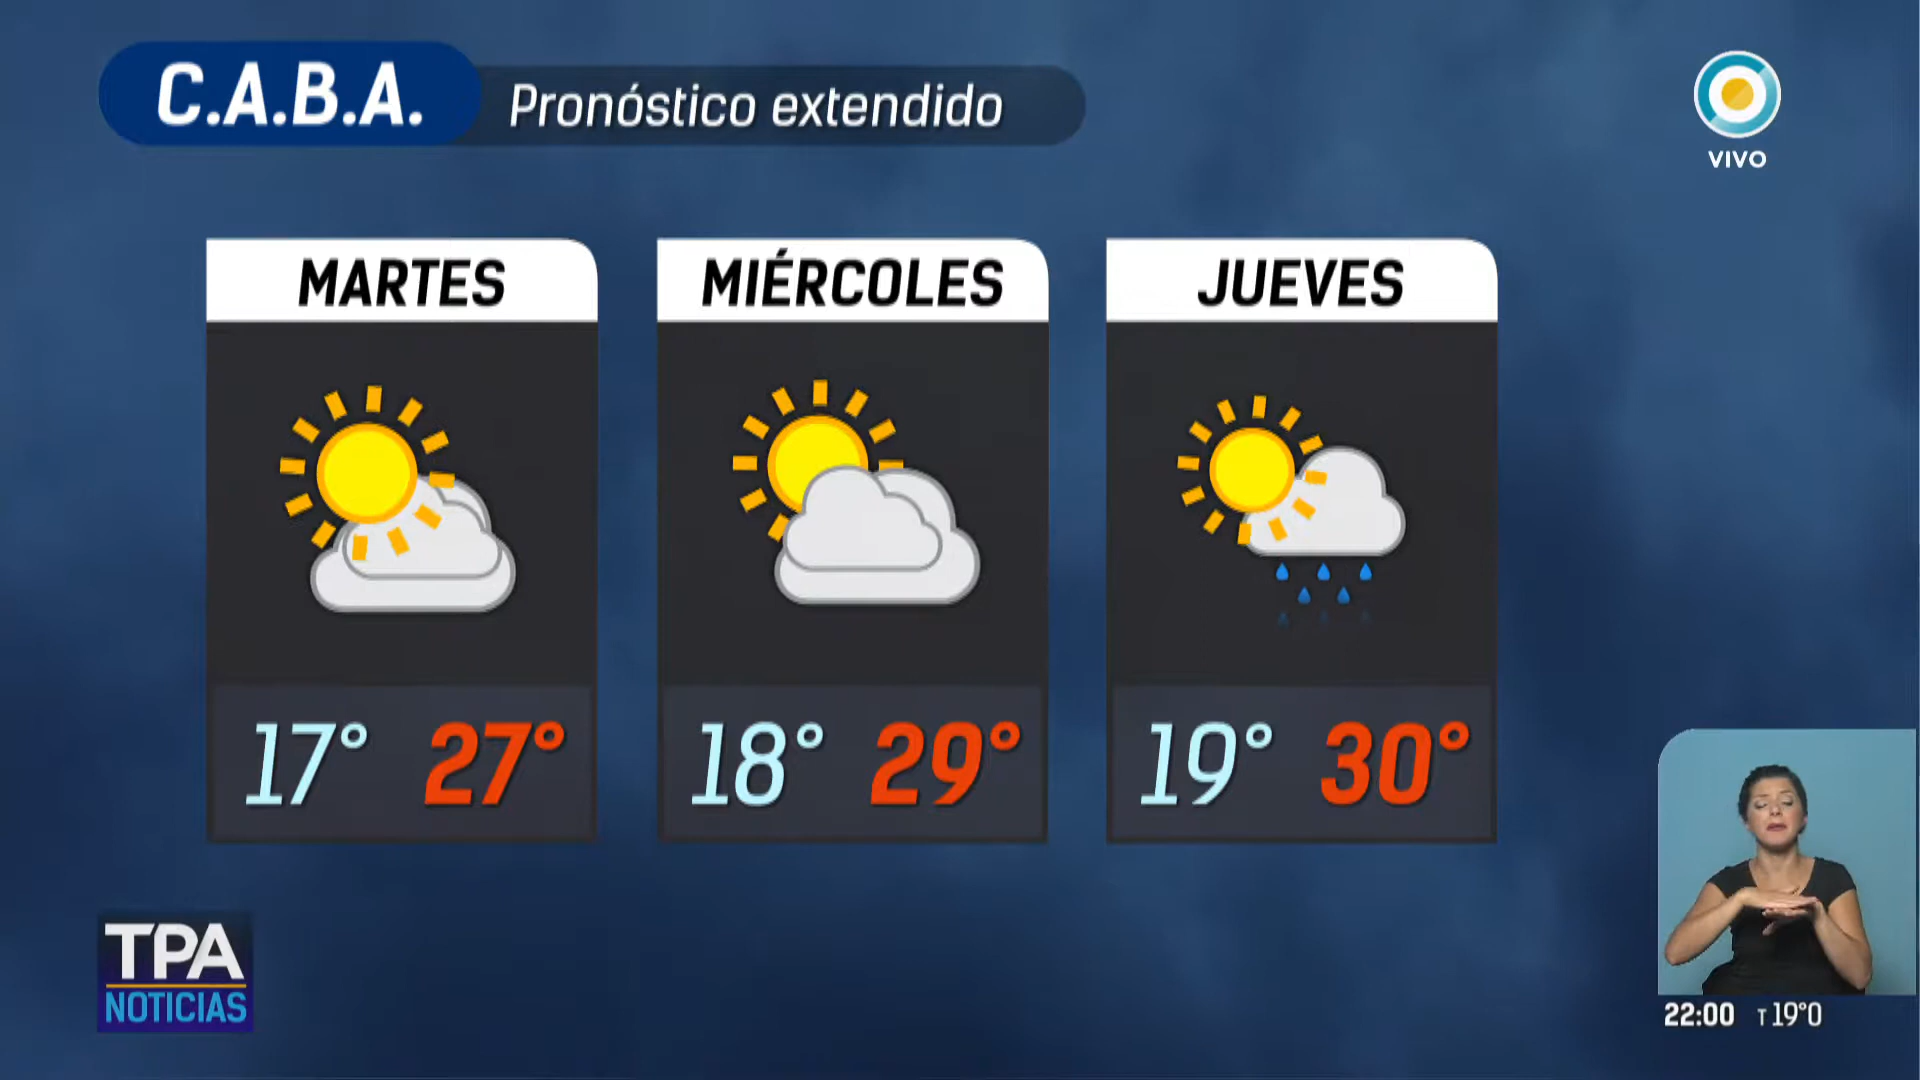 C.A.B.A.
Pronóstico extendido
VIVO
MARTES
MIÉRCOLES
JUEVES
17° 27°
18° 29°
19° 30°
TPA
NOTICIAS
22:00 T 19°0